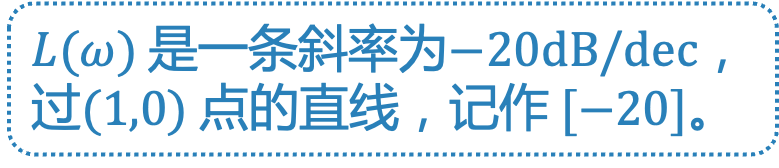 L(ω) 是一条斜率为−20dB/dec，
过(1,0) 点的直线，记作 [−20]。